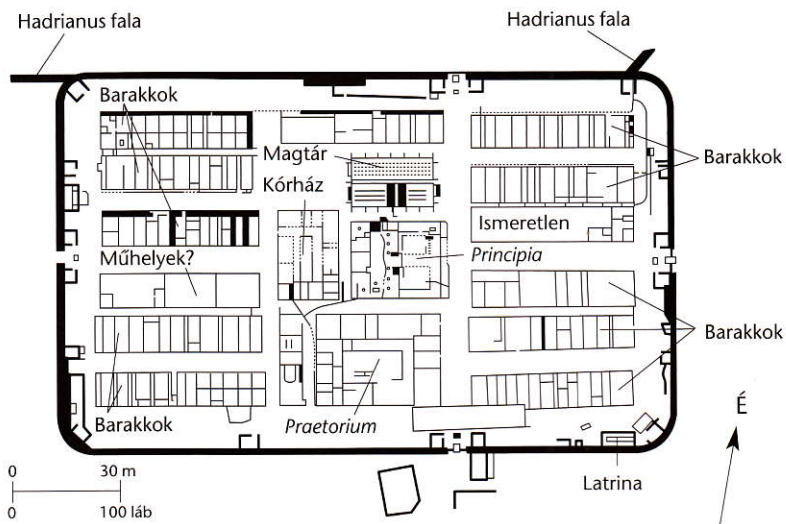 Hadrianus fala
Hadrianus fala
Barakkok
Magtár
Barakkok
Kórház
Ismeretlen
Principia
Műhelyek?
Barakkok
Barakkok
Praetorium
É
Latrina
0 30 m
0 100 láb